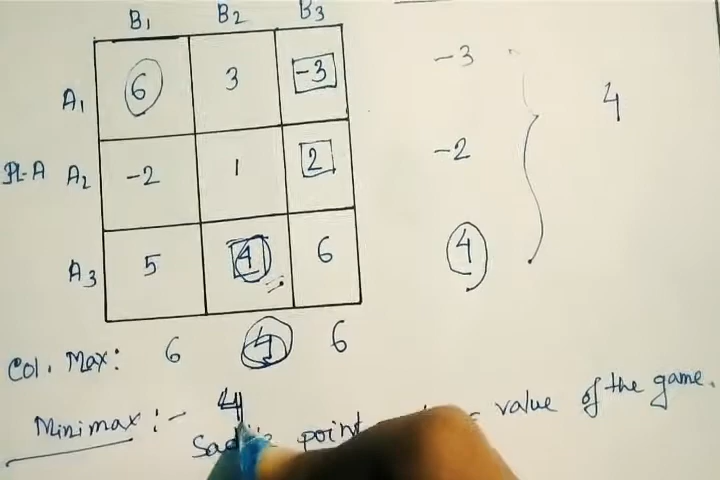 B1 B2 B3
A1 6 3 -3 -3
4
Pl-A A2 -2 1 2 -2
A3 5 4 6 4
Col. Max: 6 4 6
Minimax :- 4
point value of the game.